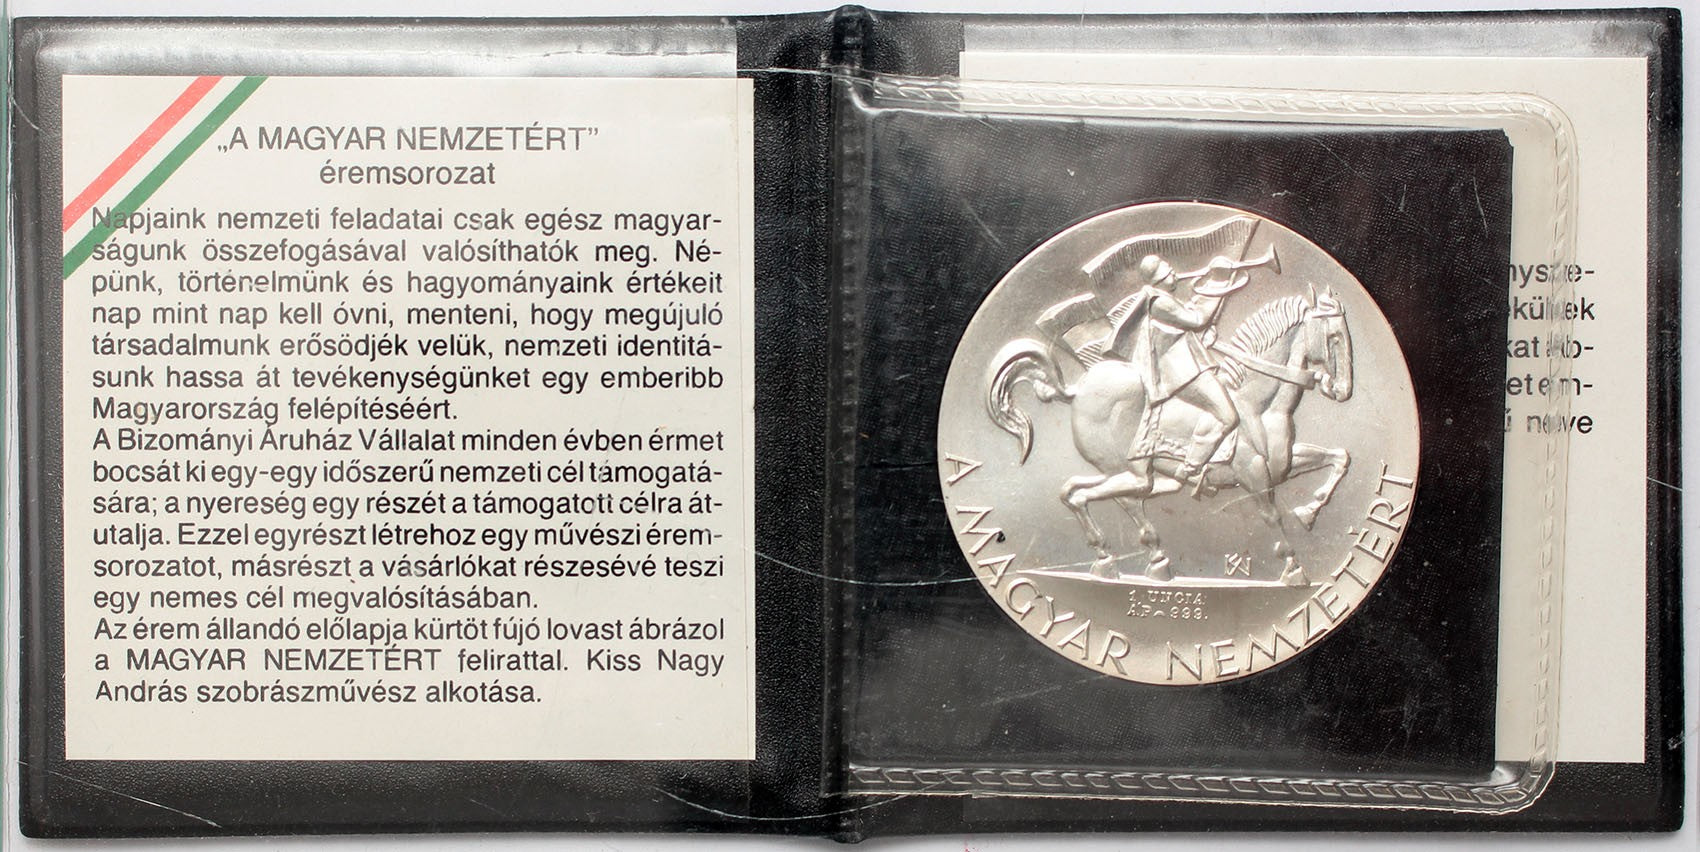 „A MAGYAR NEMZETÉRT”
éremsorozat
Napjaink nemzeti feladatai csak egész magyar-
ságunk összefogásával valósíthatók meg. Né-
pünk, történelmünk és hagyományaink értékeit
nap mint nap kell óvni, menteni, hogy megújuló
társadalmunk erősödjék velük, nemzeti identitá-
sunk hassa át tevékenységünket egy emberibb
Magyarország felépítéséért.
A Bizományi Áruház Vállalat minden évben érmet
bocsát ki egy-egy időszerű nemzeti cél támogatá-
sára; a nyereség egy részét a támogatott célra át-
utalja. Ezzel egyrészt létrehoz egy művészi érem-
sorozatot, másrészt a vásárlókat részesévé teszi
egy nemes cél megvalósításában.
Az érem állandó előlapja kürtöt fújó lovast ábrázol
a MAGYAR NEMZETÉRT felirattal. Kiss Nagy
András szobrászművész alkotása.
1 UNCIA
ÁP 999.
A MAGYAR NEMZETÉRT